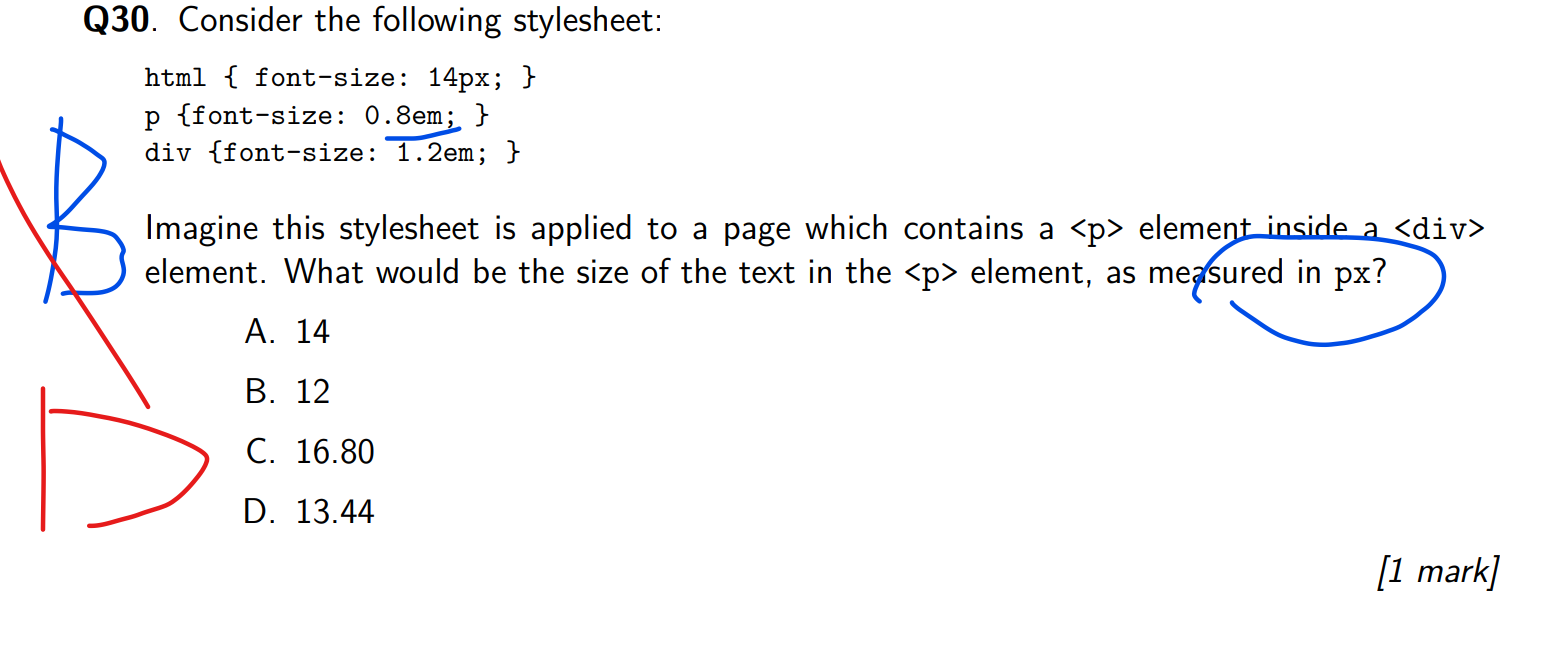 Q30. Consider the following stylesheet:
html { font-size: 14px; }
p {font-size: 0.8em; }
div {font-size: 1.2em; }
B
Imagine this stylesheet is applied to a page which contains a <p> element inside a <div>
element. What would be the size of the text in the <p> element, as measured in px?
A. 14
B. 12
C. 16.80
D
D. 13.44
[1 mark]